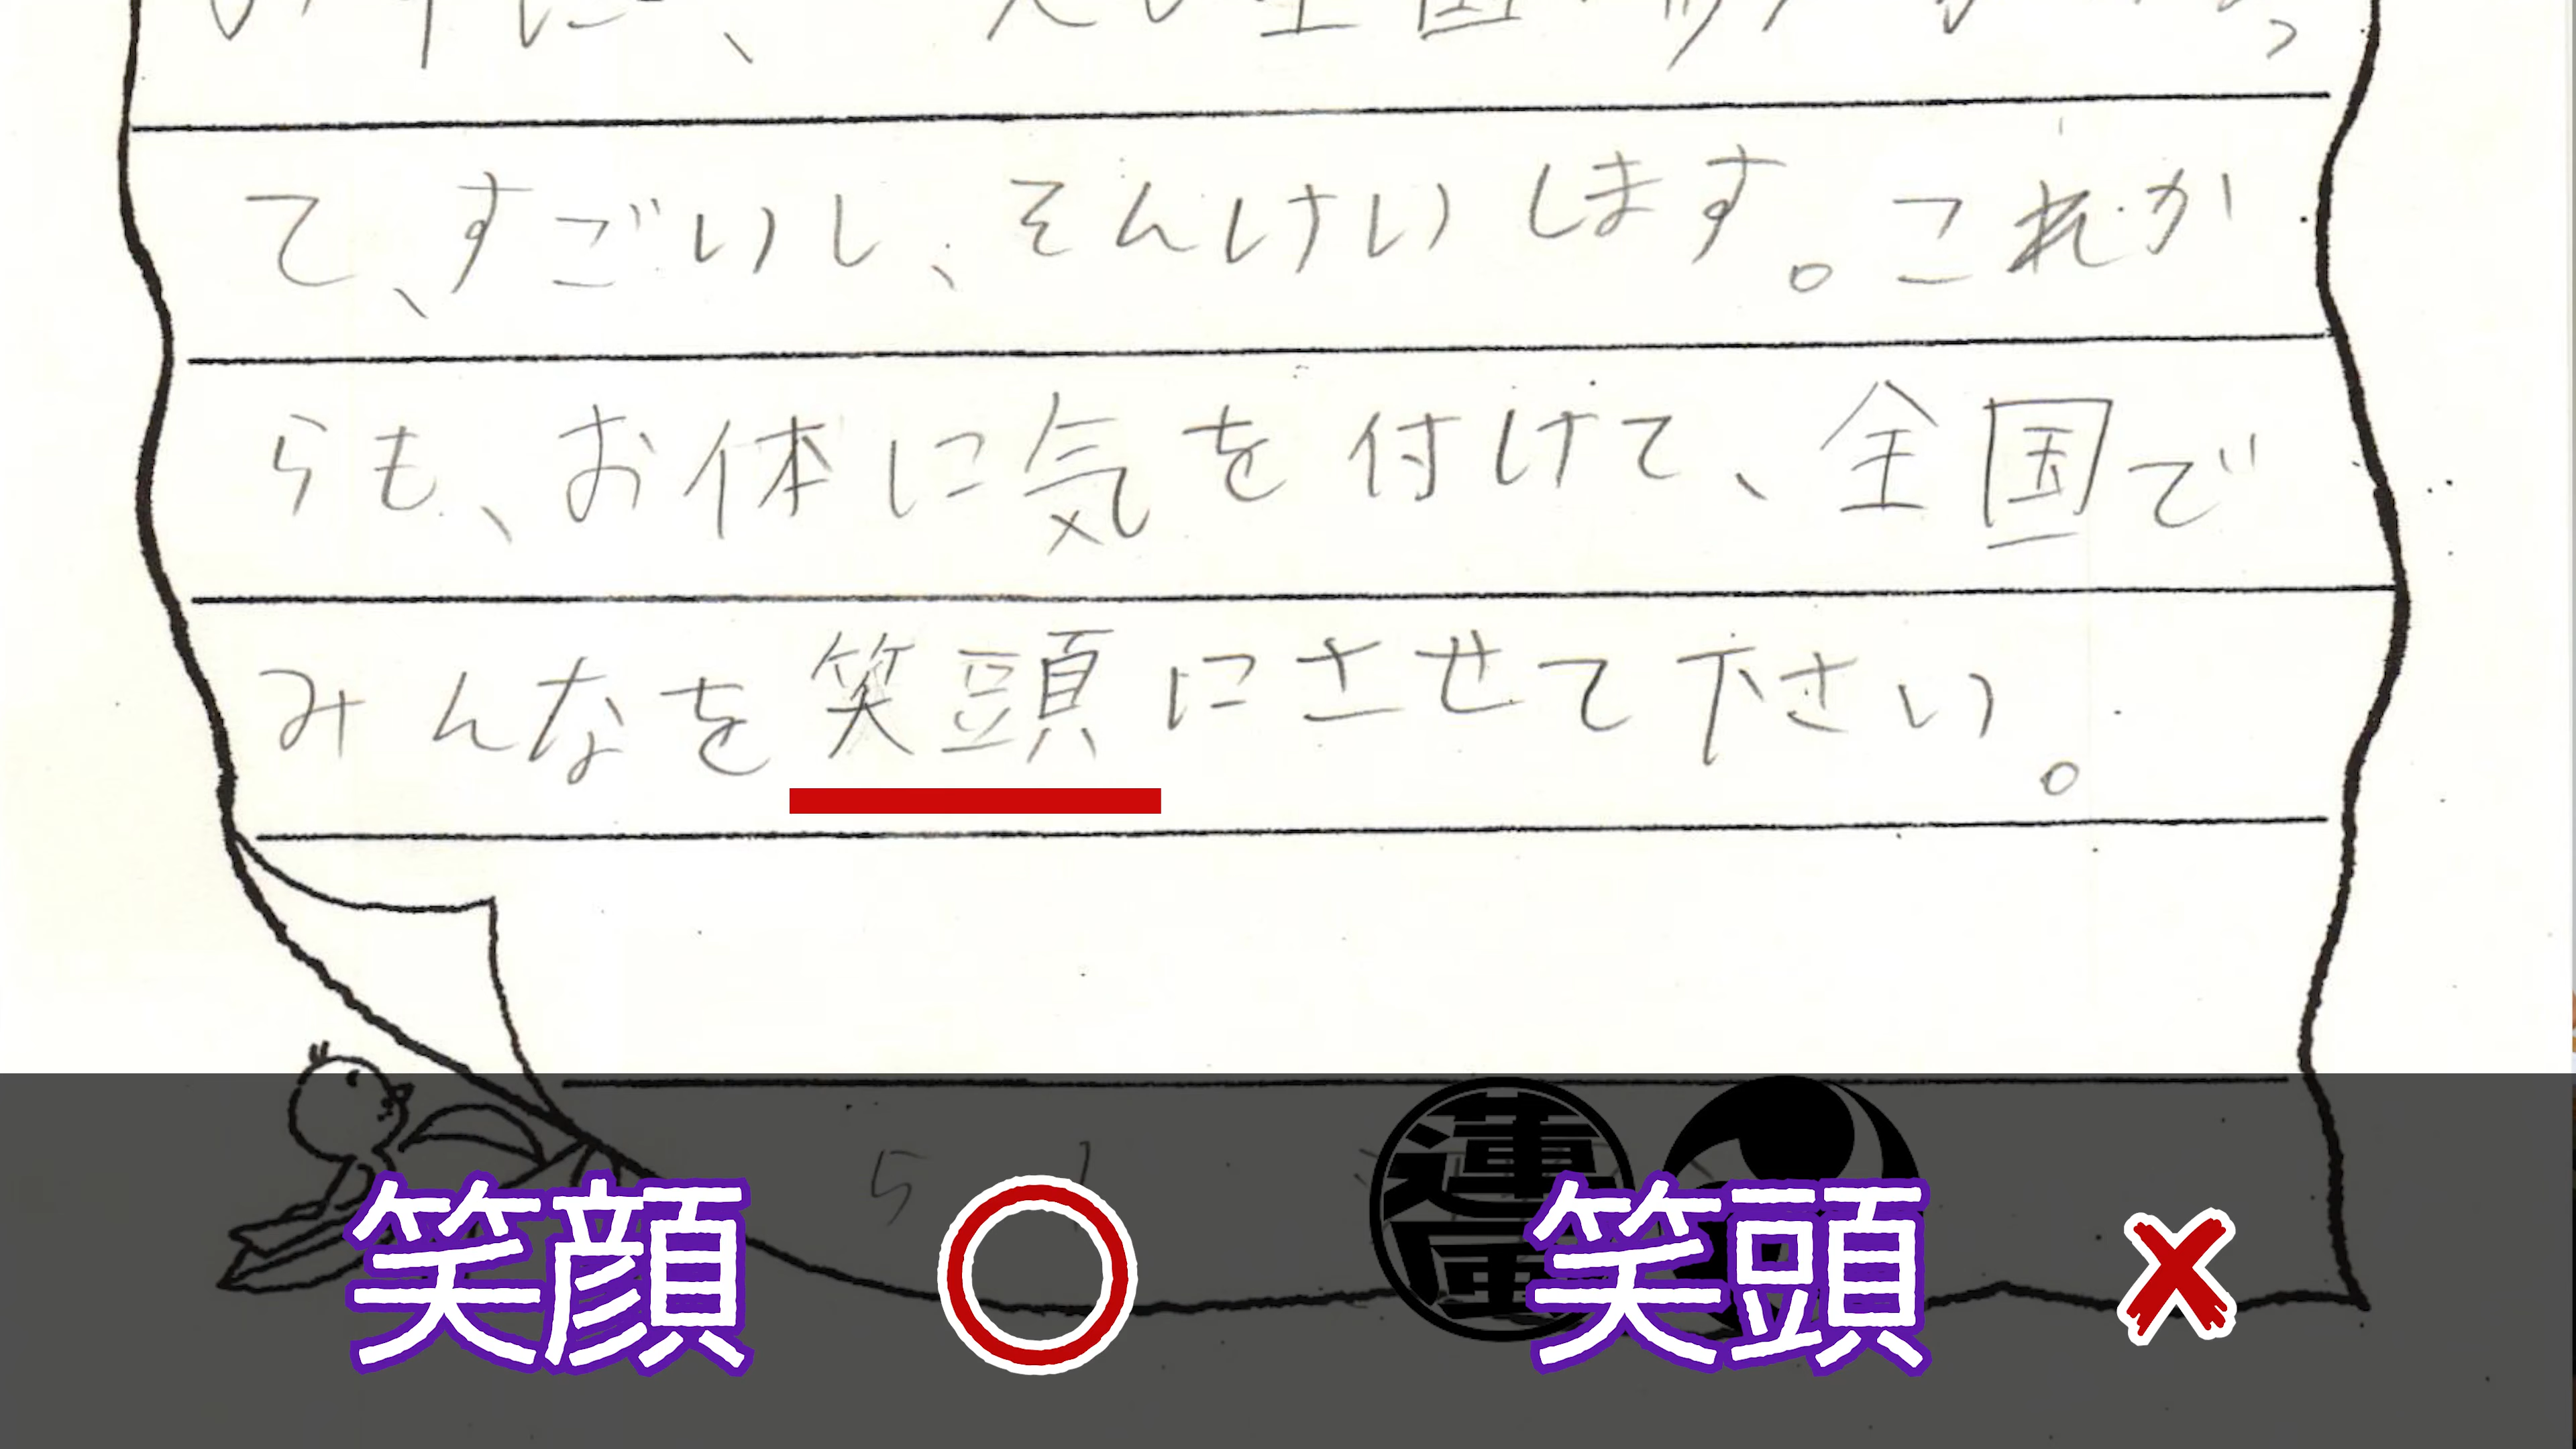 て、すごいし、そんけいします。これか
らも、お体に気を付けて、全国で
みんなを笑頭にさせて下さい。
笑顔 笑頭 ×